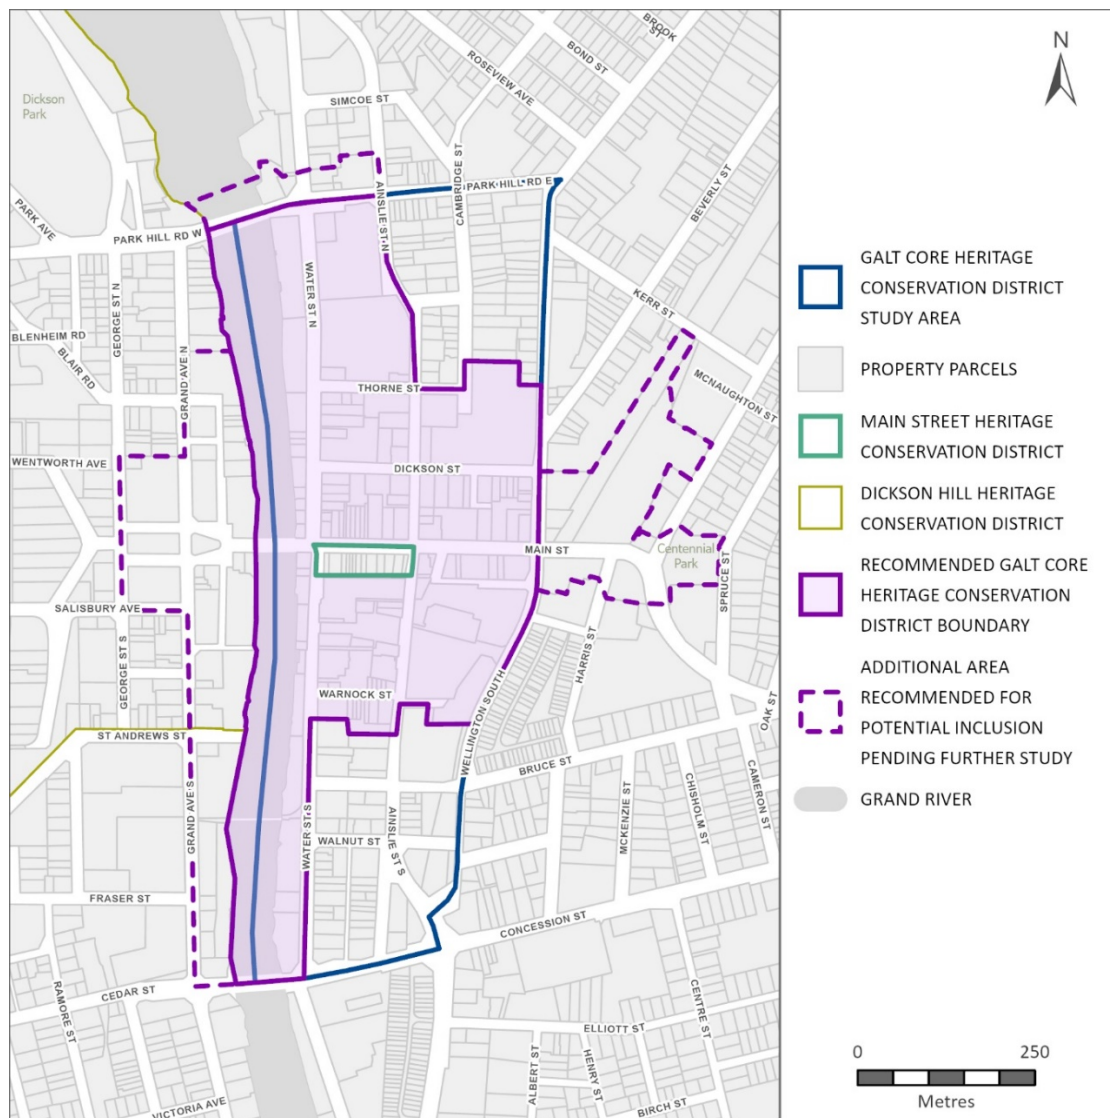 BROOK
ST
BOND ST
ROSEVIEW AVE
Dickson
Park
SIMCOE ST
CAMBRIDGE ST
BEVERLY ST
PARK HILL RD E
AINSLIE ST N
PARK AVE
PARK HILL RD W
WATER ST N
GEORGE ST N
KERR ST
BLENHEIM RD
BLAIR RD
GRAND AVE N
THORNE ST
MCNAUGHTON ST
WENTWORTH AVE
DICKSON ST
MAIN ST
Centennial
Park
SPRUCE ST
SALISBURY AVE
GEORGE ST S
HARRIS ST
WARNOCK ST
WELLINGTON SOUTH
OAK ST
ST ANDREWS ST
BRUCE ST
CAMERON ST
CHISHOLM ST
MCKENZIE ST
GRAND AVE S
WATER ST S
AINSLIE ST S
WALNUT ST
FRASER ST
CONCESSION ST
RAMORE ST
CEDAR ST
CENTRE ST
ELLIOTT ST
ALBERT ST
HENRY ST
VICTORIA AVE
BIRCH ST
N
GALT CORE HERITAGE
CONSERVATION DISTRICT
STUDY AREA
PROPERTY PARCELS
MAIN STREET HERITAGE
CONSERVATION DISTRICT
DICKSON HILL HERITAGE
CONSERVATION DISTRICT
RECOMMENDED GALT CORE
HERITAGE CONSERVATION
DISTRICT BOUNDARY
ADDITIONAL AREA
RECOMMENDED FOR
POTENTIAL INCLUSION
PENDING FURTHER STUDY
GRAND RIVER
0 250
Metres